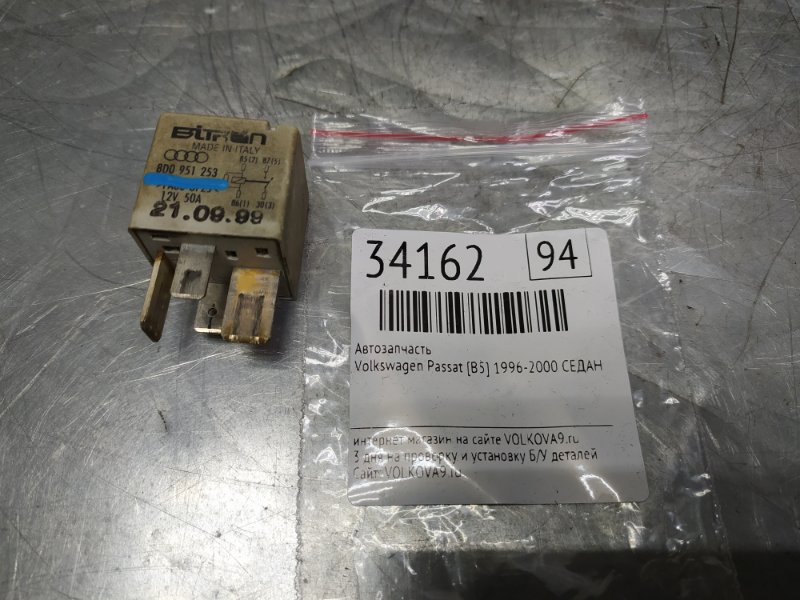 BITRON
MADE IN ITALY
85(2) 87(5)
8D0 951 253
12V 50A
86(1) 30(3)
21.09.99
34162 94
Автозапчасть
Volkswagen Passat [B5] 1996-2000 СЕДАН
интернет магазин на сайте VOLKOVA9.ru
3 дня на проверку и установку Б/У деталей
Сайт: VOLKOVA9.ru